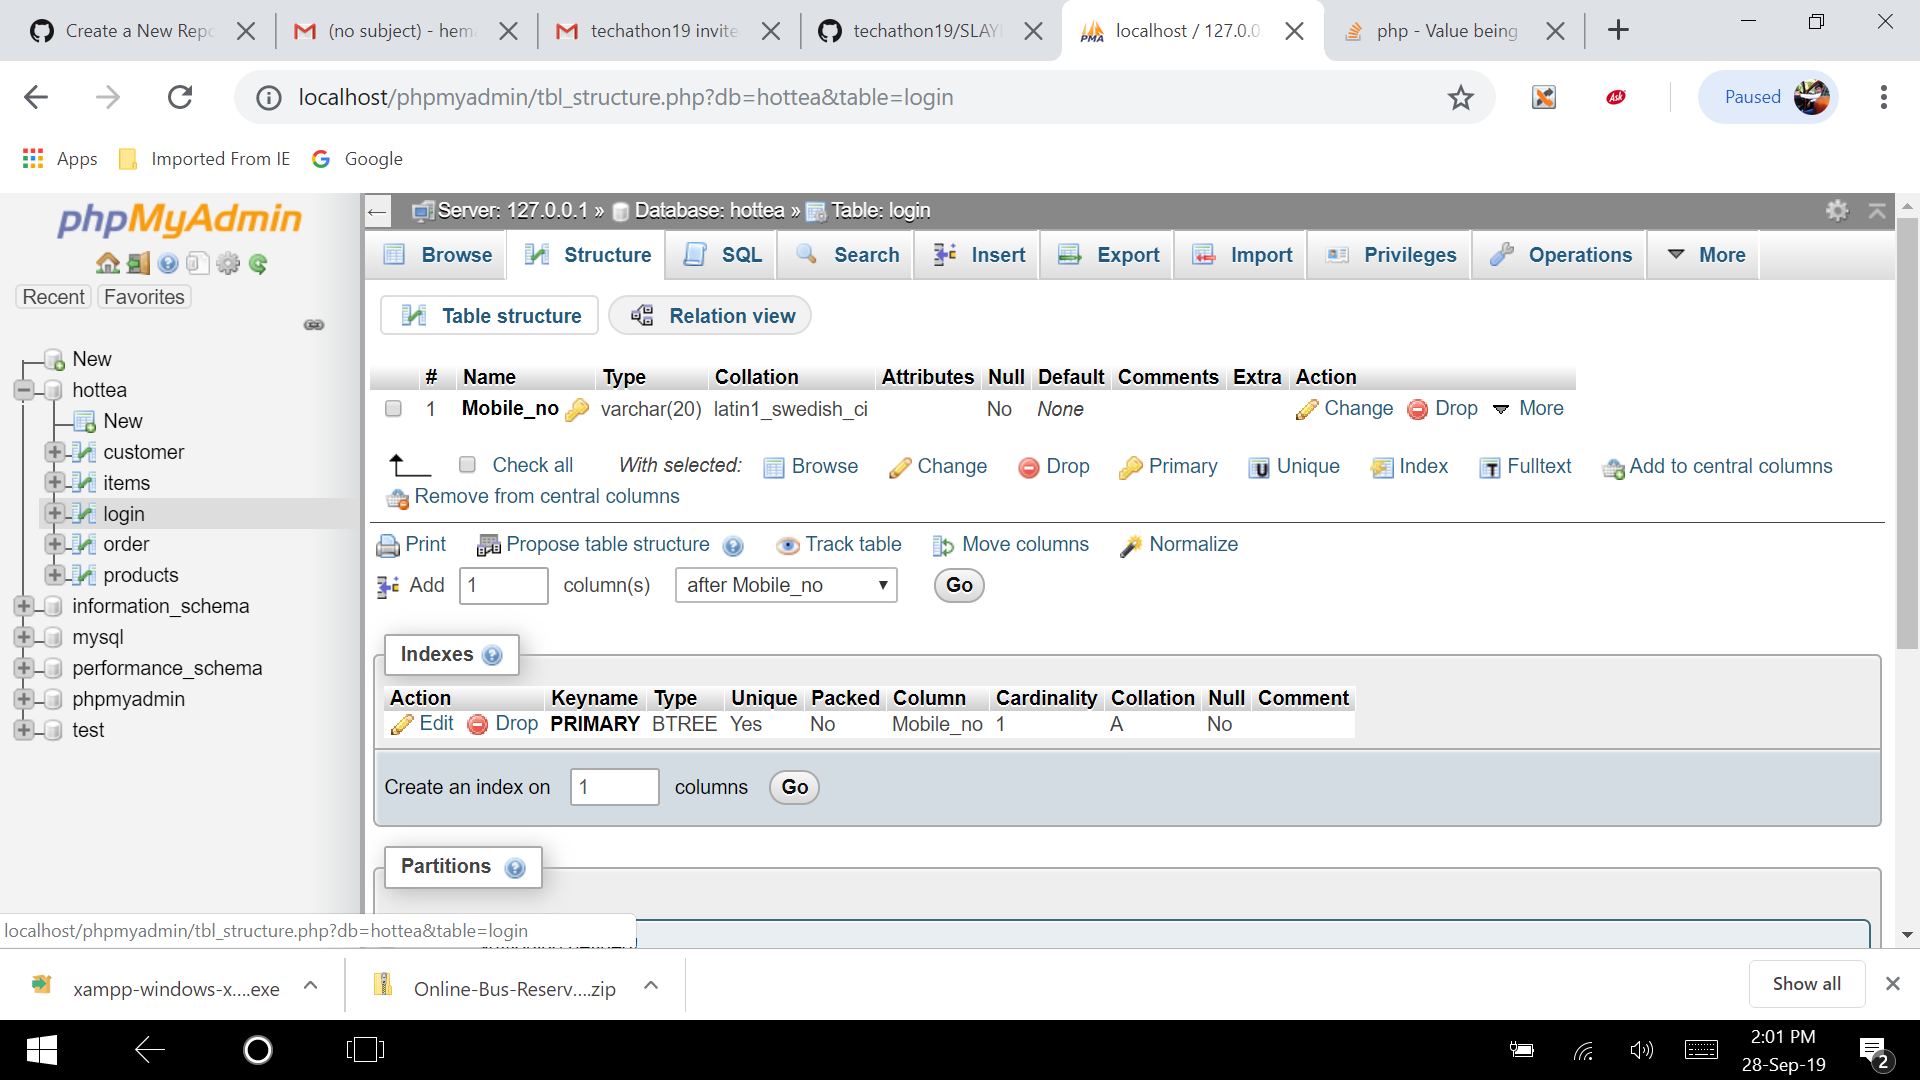 Create a New Repo
(no subject) - hem
techathon19 invite
techathon19/SLAY
localhost / 127.0.0
php - Value being
localhost/phpmyadmin/tbl_structure.php?db=hottea&table=login
Ask
Paused
Apps
Imported From IE
Google
phpMyAdmin
Recent
Favorites
New
hottea
New
customer
items
login
order
products
information_schema
mysql
performance_schema
phpmyadmin
test
Server: 127.0.0.1 » Database: hottea » Table: login
Browse Structure SQL Search Insert Export Import Privileges Operations More
Table structure Relation view
# Name Type Collation Attributes Null Default Comments Extra Action
1 Mobile_no varchar(20) latin1_swedish_ci No None Change Drop More
Check all With selected: Browse Change Drop Primary Unique Index Fulltext Add to central columns
Remove from central columns
Print Propose table structure Track table Move columns Normalize
Add 1 column(s) after Mobile_no Go
Indexes
Action Keyname Type Unique Packed Column Cardinality Collation Null Comment
Edit Drop PRIMARY BTREE Yes No Mobile_no 1 A No
Create an index on 1 columns Go
Partitions
localhost/phpmyadmin/tbl_structure.php?db=hottea&table=login
xampp-windows-x....exe
Online-Bus-Reserv....zip
Show all
2:01 PM
28-Sep-19
2